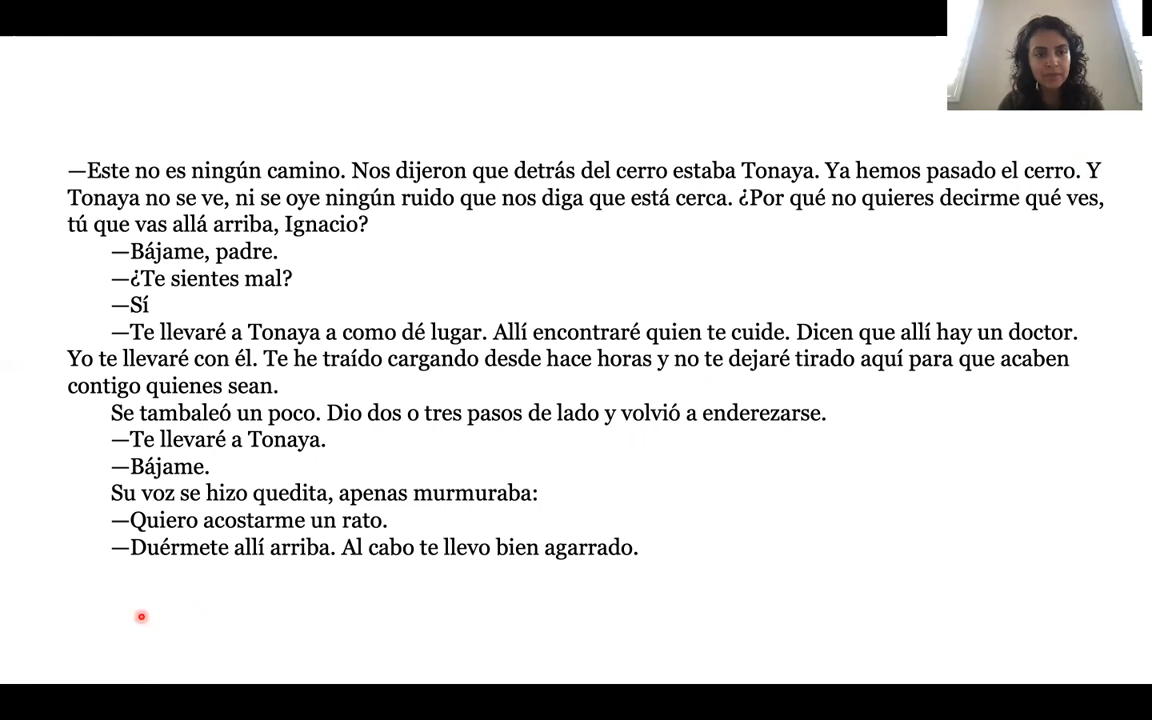 —Este no es ningún camino. Nos dijeron que detrás del cerro estaba Tonaya. Ya hemos pasado el cerro. Y
Tonaya no se ve, ni se oye ningún ruido que nos diga que está cerca. ¿Por qué no quieres decirme qué ves,
tú que vas allá arriba, Ignacio?
—Bájame, padre.
—¿Te sientes mal?
—Sí
—Te llevaré a Tonaya a como dé lugar. Allí encontraré quien te cuide. Dicen que allí hay un doctor.
Yo te llevaré con él. Te he traído cargando desde hace horas y no te dejaré tirado aquí para que acaben
contigo quienes sean.
Se tambaleó un poco. Dio dos o tres pasos de lado y volvió a enderezarse.
—Te llevaré a Tonaya.
—Bájame.
Su voz se hizo quedita, apenas murmuraba:
—Quiero acostarme un rato.
—Duérmete allí arriba. Al cabo te llevo bien agarrado.